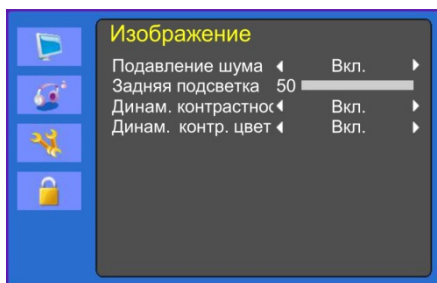 Изображение
Подавление шума Вкл.
Задняя подсветка 50
Динам. контрастнос Вкл.
Динам. контр. цвет Вкл.